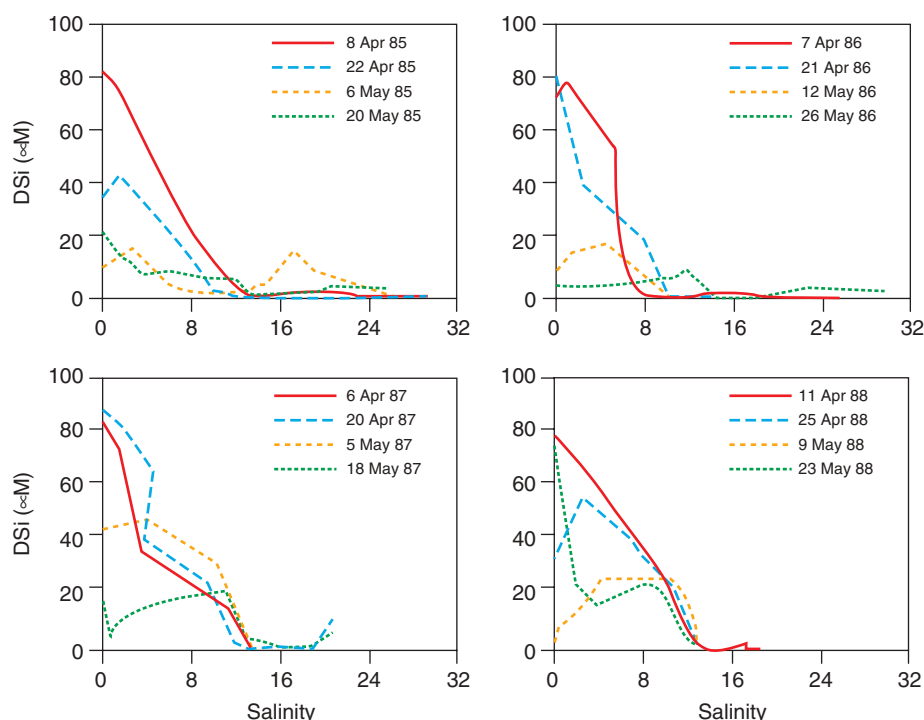 100
80
60
40
20
0
DSi (∝M)
8 Apr 85
22 Apr 85
6 May 85
20 May 85
0 8 16 24 32
100
80
60
40
20
0
7 Apr 86
21 Apr 86
12 May 86
26 May 86
0 8 16 24 32
100
80
60
40
20
0
DSi (∝M)
6 Apr 87
20 Apr 87
5 May 87
18 May 87
0 8 16 24 32
Salinity
100
80
60
40
20
0
11 Apr 88
25 Apr 88
9 May 88
23 May 88
0 8 16 24 32
Salinity